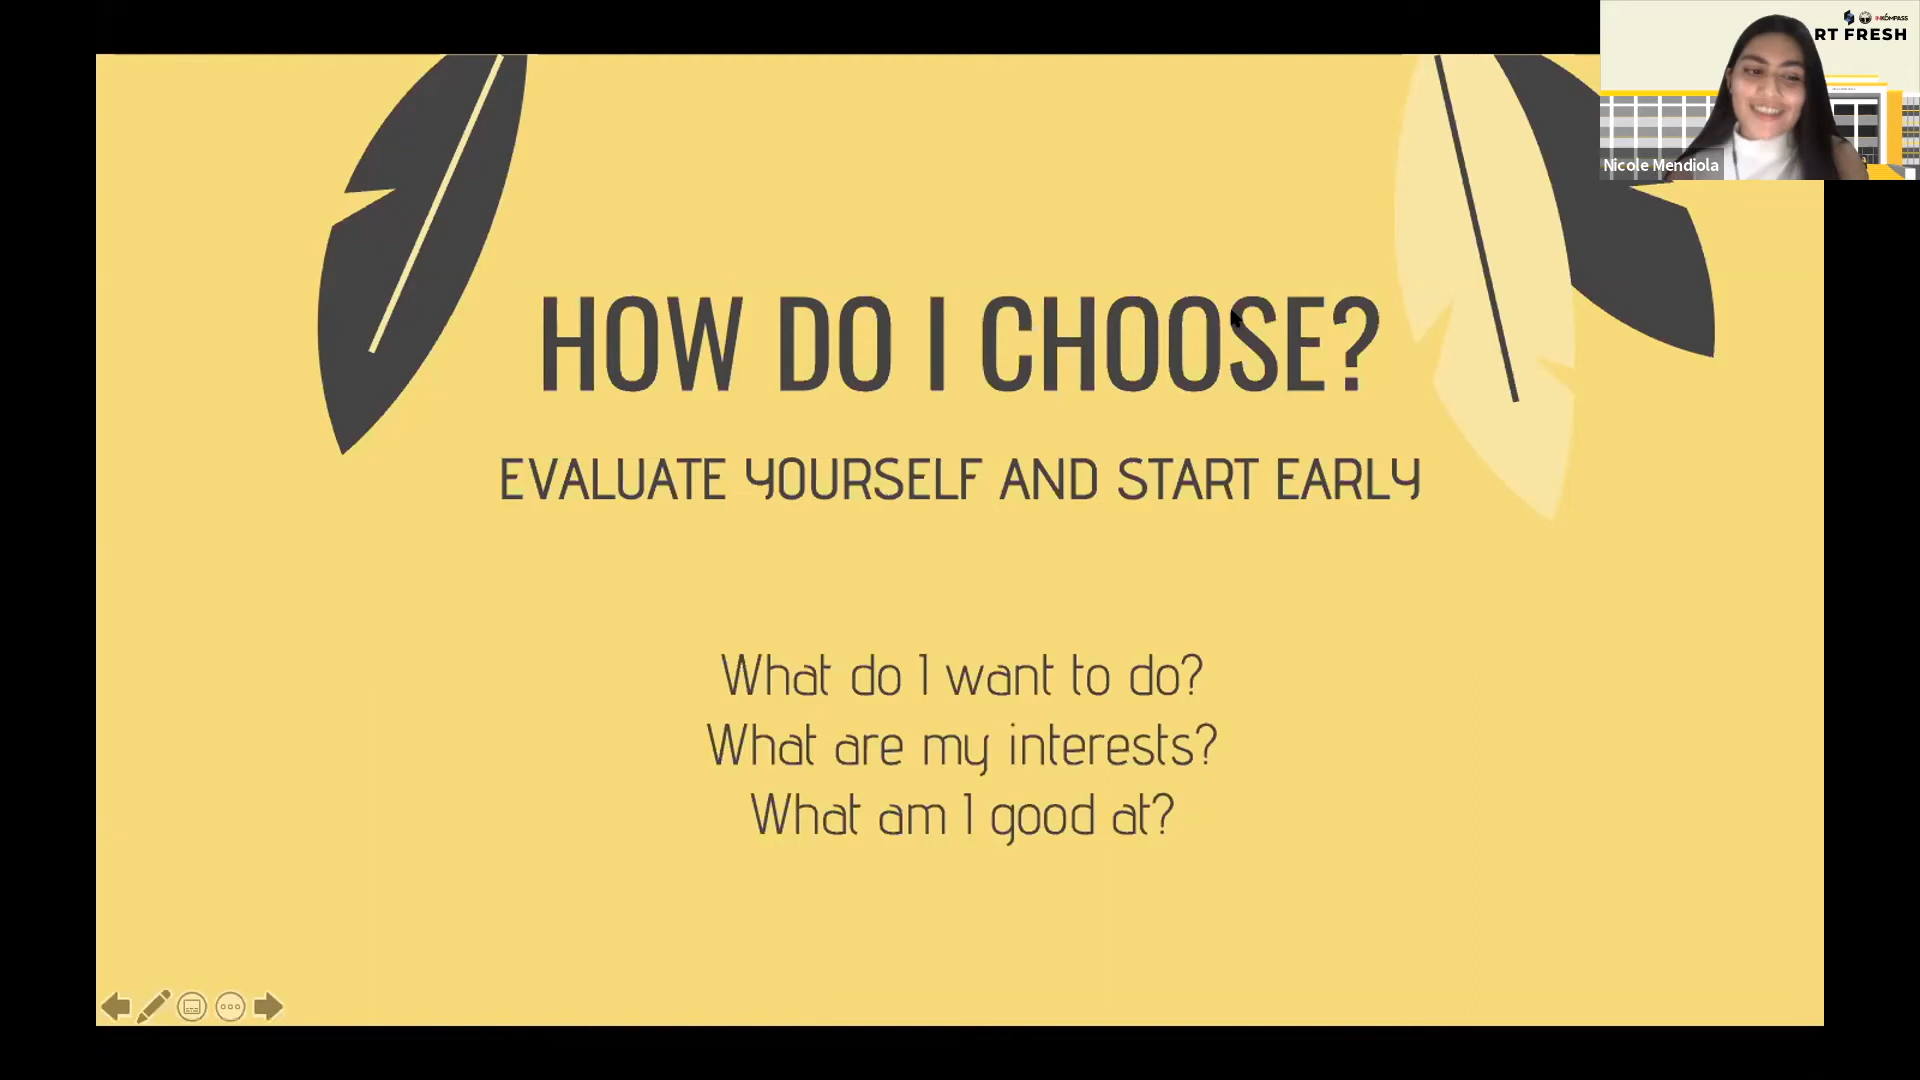 INKOMPASS
RT FRESH
Nicole Mendiola
HOW DO I CHOOSE?
EVALUATE YOURSELF AND START EARLY
What do I want to do?
What are my interests?
What am I good at?